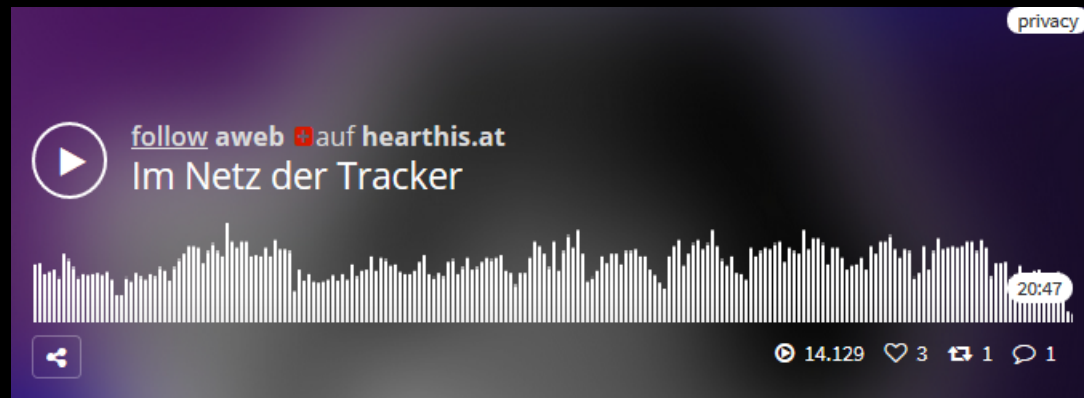 privacy
follow aweb auf hearthis.at
Im Netz der Tracker
20:47
14.129 3 1 1